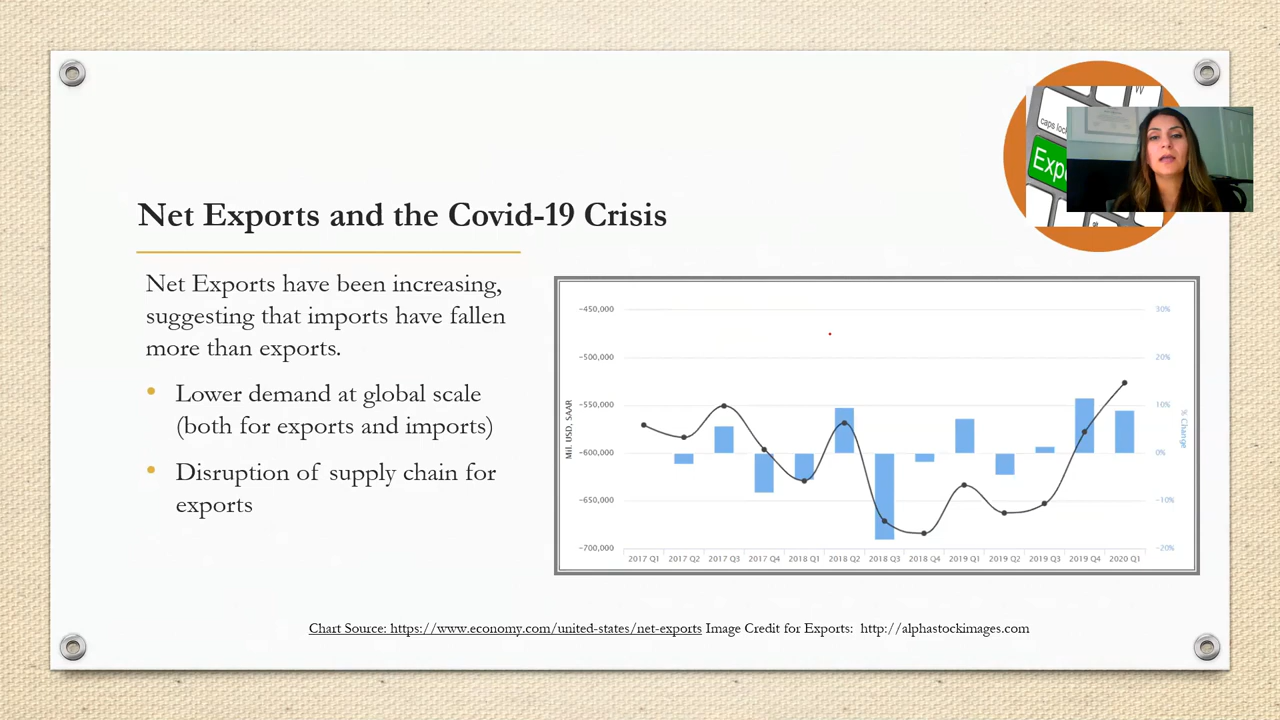 W
caps loc
Exp
Net Exports and the Covid-19 Crisis
Net Exports have been increasing,
suggesting that imports have fallen
more than exports.
• Lower demand at global scale
(both for exports and imports)
• Disruption of supply chain for
exports
Mil. USD, SAAR
-450,000
-500,000
-550,000
-600,000
-650,000
-700,000
30%
20%
10%
0%
-10%
-20%
% Change
2017 Q1 2017 Q2 2017 Q3 2017 Q4 2018 Q1 2018 Q2 2018 Q3 2018 Q4 2019 Q1 2019 Q2 2019 Q3 2019 Q4 2020 Q1
Chart Source: https://www.economy.com/united-states/net-exports Image Credit for Exports: http://alphastockimages.com